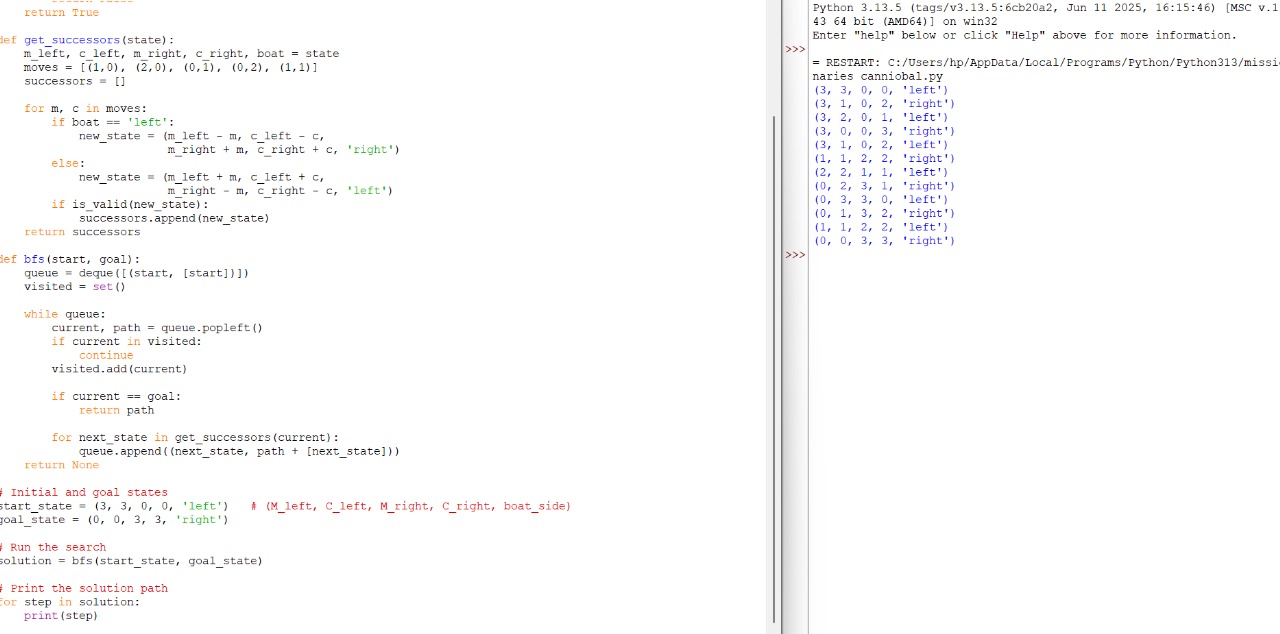 return True
def get_successors(state):
    m_left, c_left, m_right, c_right, boat = state
    moves = [(1,0), (2,0), (0,1), (0,2), (1,1)]
    successors = []
    for m, c in moves:
        if boat == 'left':
            new_state = (m_left - m, c_left - c,
                         m_right + m, c_right + c, 'right')
        else:
            new_state = (m_left + m, c_left + c,
                         m_right - m, c_right - c, 'left')
        if is_valid(new_state):
            successors.append(new_state)
    return successors
def bfs(start, goal):
    queue = deque([(start, [start])])
    visited = set()
    while queue:
        current, path = queue.popleft()
        if current in visited:
            continue
        visited.add(current)
        if current == goal:
            return path
        for next_state in get_successors(current):
            queue.append((next_state, path + [next_state]))
    return None
# Initial and goal states
start_state = (3, 3, 0, 0, 'left')   # (M_left, C_left, M_right, C_right, boat_side)
goal_state = (0, 0, 3, 3, 'right')
# Run the search
solution = bfs(start_state, goal_state)
# Print the solution path
for step in solution:
    print(step)
Python 3.13.5 (tags/v3.13.5:6cb20a2, Jun 11 2025, 16:15:46) [MSC v.1
43 64 bit (AMD64)] on win32
Enter "help" below or click "Help" above for more information.
>>>
= RESTART: C:/Users/hp/AppData/Local/Programs/Python/Python313/missio
naries canniobal.py
(3, 3, 0, 0, 'left')
(3, 1, 0, 2, 'right')
(3, 2, 0, 1, 'left')
(3, 0, 0, 3, 'right')
(3, 1, 0, 2, 'left')
(1, 1, 2, 2, 'right')
(2, 2, 1, 1, 'left')
(0, 2, 3, 1, 'right')
(0, 3, 3, 0, 'left')
(0, 1, 3, 2, 'right')
(1, 1, 2, 2, 'left')
(0, 0, 3, 3, 'right')
>>>